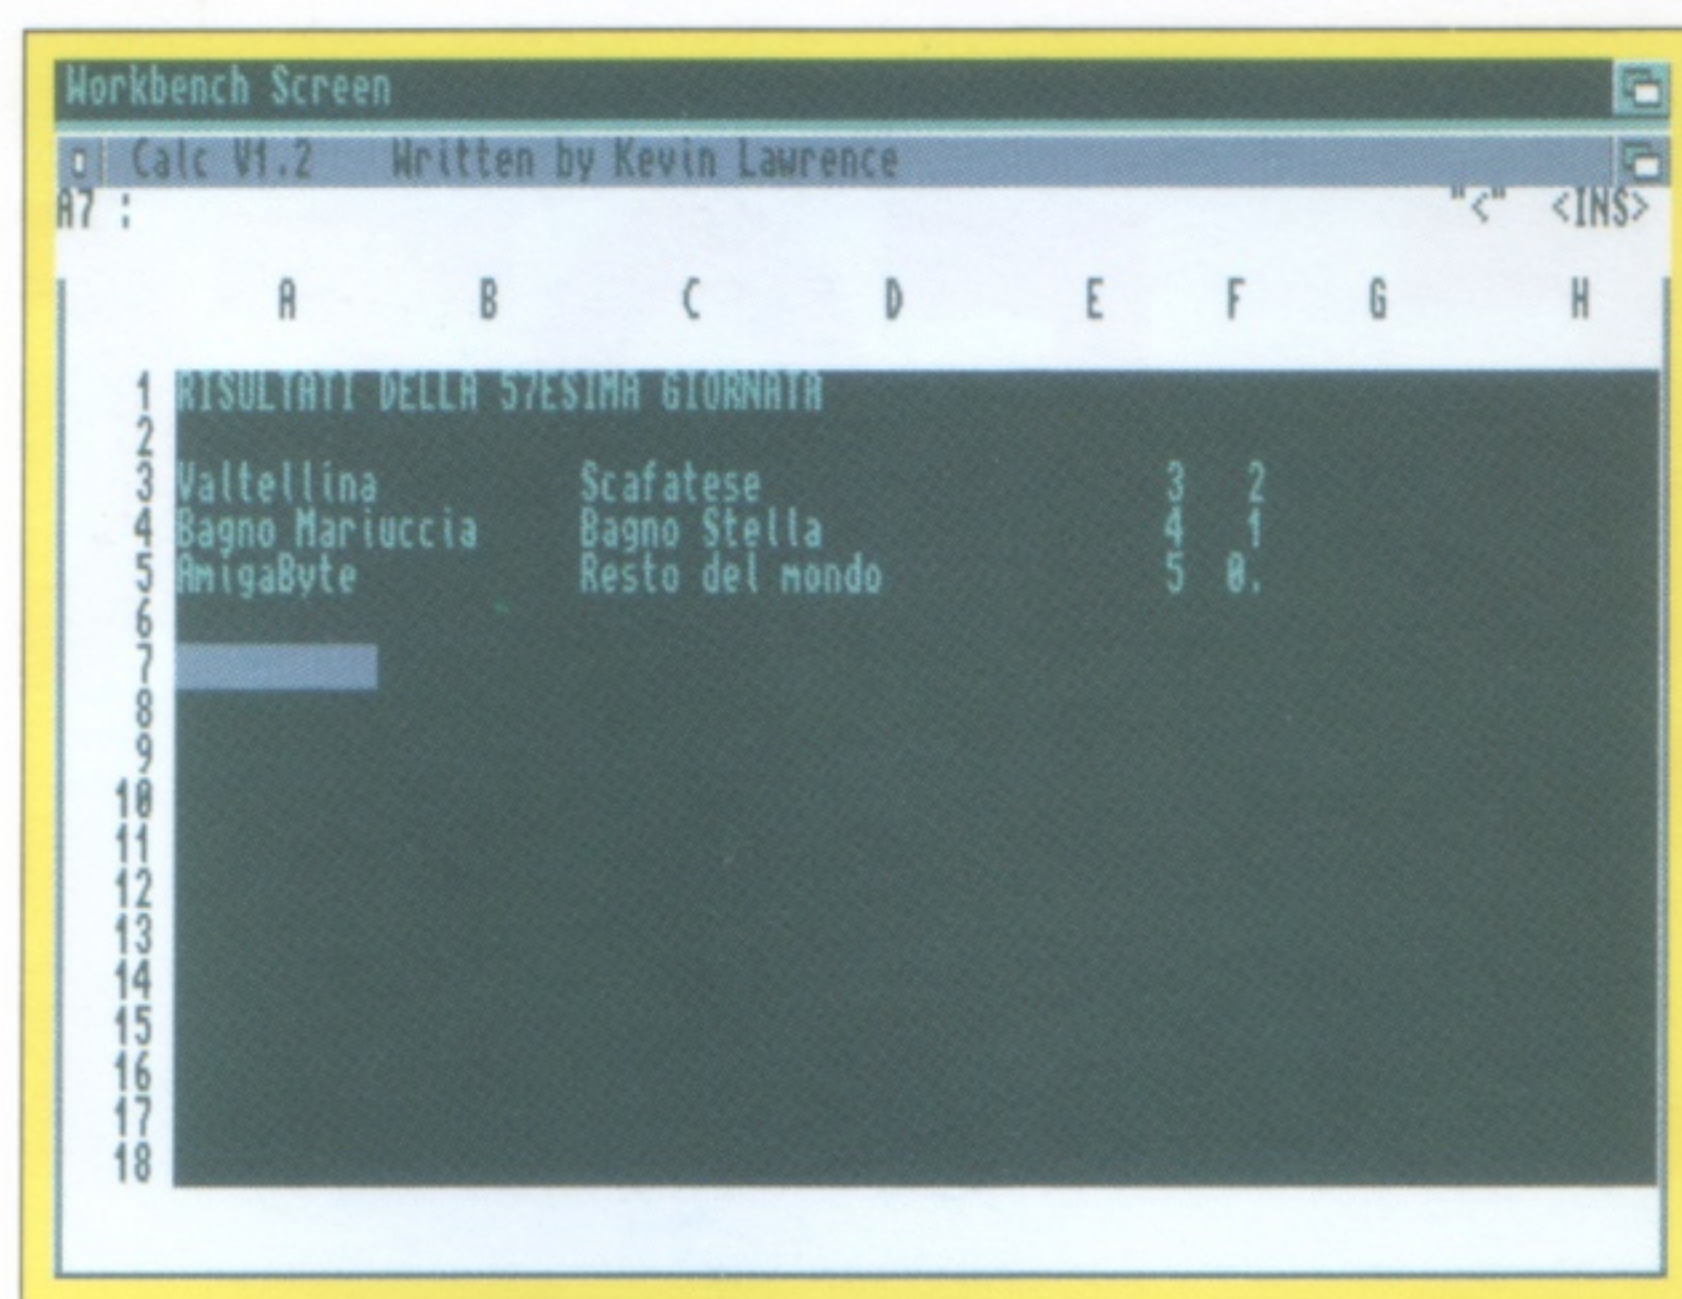 Workbench Screen
Calc V1.2 Written by Kevin Lawrence
A7 : "<" <INS>
A B C D E F G H
1 RISULTATI DELLA 57ESIMA GIORNATA
2
3 Valtellina Scafatese 3 2
4 Bagno Mariuccia Bagno Stella 4 1
5 AmigaByte Resto del mondo 5 0.
6
7
8
9
10
11
12
13
14
15
16
17
18